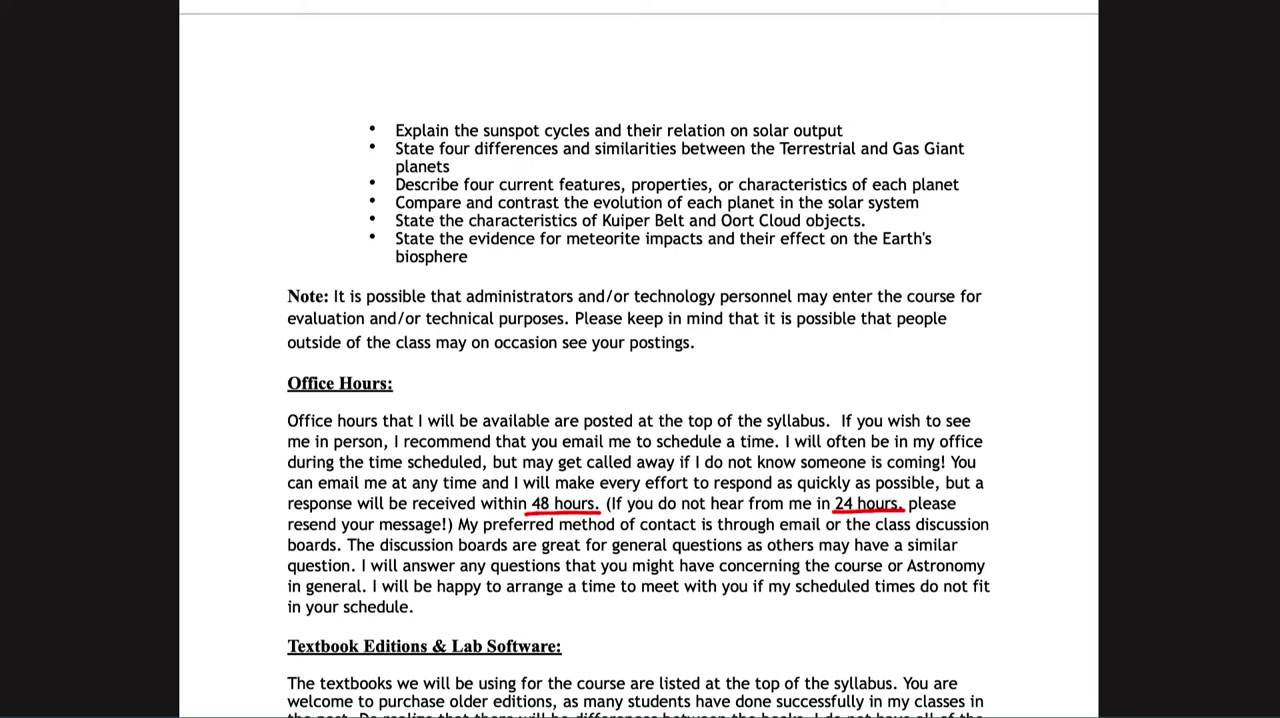 • Explain the sunspot cycles and their relation on solar output
• State four differences and similarities between the Terrestrial and Gas Giant
planets
• Describe four current features, properties, or characteristics of each planet
• Compare and contrast the evolution of each planet in the solar system
• State the characteristics of Kuiper Belt and Oort Cloud objects.
• State the evidence for meteorite impacts and their effect on the Earth's
biosphere
Note: It is possible that administrators and/or technology personnel may enter the course for
evaluation and/or technical purposes. Please keep in mind that it is possible that people
outside of the class may on occasion see your postings.
Office Hours:
Office hours that I will be available are posted at the top of the syllabus.  If you wish to see
me in person, I recommend that you email me to schedule a time. I will often be in my office
during the time scheduled, but may get called away if I do not know someone is coming! You
can email me at any time and I will make every effort to respond as quickly as possible, but a
response will be received within 48 hours. (If you do not hear from me in 24 hours, please
resend your message!) My preferred method of contact is through email or the class discussion
boards. The discussion boards are great for general questions as others may have a similar
question. I will answer any questions that you might have concerning the course or Astronomy
in general. I will be happy to arrange a time to meet with you if my scheduled times do not fit
in your schedule.
Textbook Editions & Lab Software:
The textbooks we will be using for the course are listed at the top of the syllabus. You are
welcome to purchase older editions, as many students have done successfully in my classes in